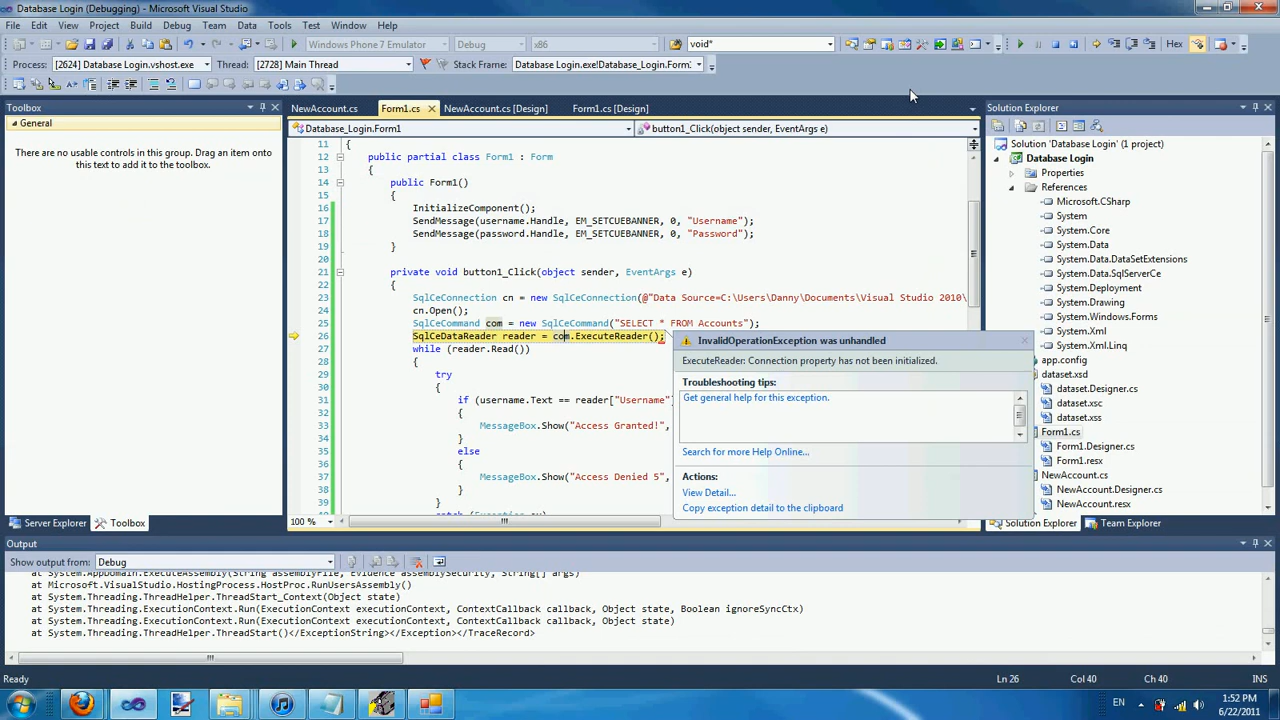 Database Login (Debugging) - Microsoft Visual Studio
File Edit View Project Build Debug Team Data Tools Test Window Help
Windows Phone 7 Emulator Debug x86 void* Hex
Process: [2624] Database Login.vshost.exe [2728] Main Thread Stack Frame: Database Login.exe!Database_Login.Form
Toolbox
General
There are no usable controls in this group. Drag an item onto
this text to add it to the toolbox.
Server Explorer Toolbox
NewAccount.cs Form1.cs NewAccount.cs [Design] Form1.cs [Design]
Database_Login.Form1 button1_Click(object sender, EventArgs e)
11 {
12 public partial class Form1 : Form
13 {
14 public Form1()
15 {
16 InitializeComponent();
17 SendMessage(username.Handle, EM_SETCUEBANNER, 0, "Username");
18 SendMessage(password.Handle, EM_SETCUEBANNER, 0, "Password");
19 }
20
21 private void button1_Click(object sender, EventArgs e)
22 {
23 SqlCeConnection cn = new SqlCeConnection(@"Data Source=C:\Users\Danny\Documents\Visual Studio 2010\
24 cn.Open();
25 SqlCeCommand com = new SqlCeCommand("SELECT * FROM Accounts");
26 SqlCeDataReader reader = com.ExecuteReader();
27 while (reader.Read())
28 {
29 try
30 {
31 if (username.Text == reader["Username"
32 {
33 MessageBox.Show("Access Granted!",
34 }
35 else
36 {
37 MessageBox.Show("Access Denied 5",
38 }
39 }
100 %
InvalidOperationException was unhandled
ExecuteReader: Connection property has not been initialized.
Troubleshooting tips:
Get general help for this exception.
Search for more Help Online...
Actions:
View Detail...
Copy exception detail to the clipboard
Solution Explorer
Solution 'Database Login' (1 project)
Database Login
Properties
References
Microsoft.CSharp
System
System.Core
System.Data
System.Data.DataSetExtensions
System.Data.SqlServerCe
System.Deployment
System.Drawing
System.Windows.Forms
System.Xml
System.Xml.Linq
app.config
dataset.xsd
dataset.Designer.cs
dataset.xsc
dataset.xss
Form1.cs
Form1.Designer.cs
Form1.resx
NewAccount.cs
NewAccount.Designer.cs
NewAccount.resx
Solution Explorer Team Explorer
Output
Show output from: Debug
at System.AppDomain.ExecuteAssembly(String assemblyFile, Evidence assemblySecurity, String[] args)
at Microsoft.VisualStudio.HostingProcess.HostProc.RunUsersAssembly()
at System.Threading.ThreadHelper.ThreadStart_Context(Object state)
at System.Threading.ExecutionContext.Run(ExecutionContext executionContext, ContextCallback callback, Object state, Boolean ignoreSyncCtx)
at System.Threading.ExecutionContext.Run(ExecutionContext executionContext, ContextCallback callback, Object state)
at System.Threading.ThreadHelper.ThreadStart()</ExceptionString></Exception></TraceRecord>
Ln 26 Col 40 Ch 40 INS
EN
1:52 PM
6/22/2011